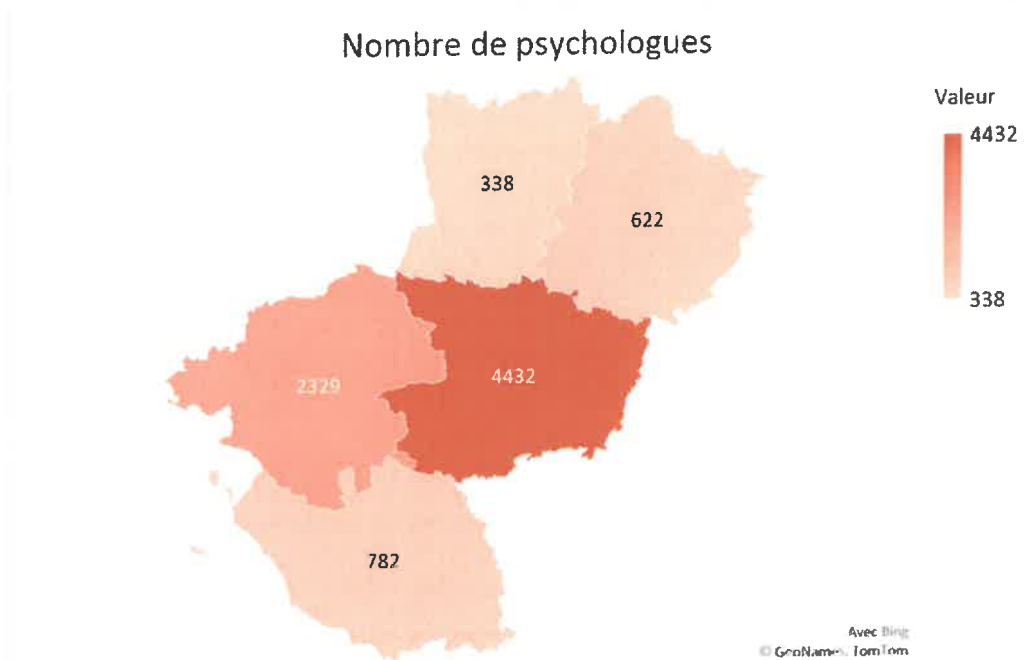 Nombre de psychologues
Valeur
4432
338
338
622
2329
4432
782
Avec Bing
© GeoNames, TomTom